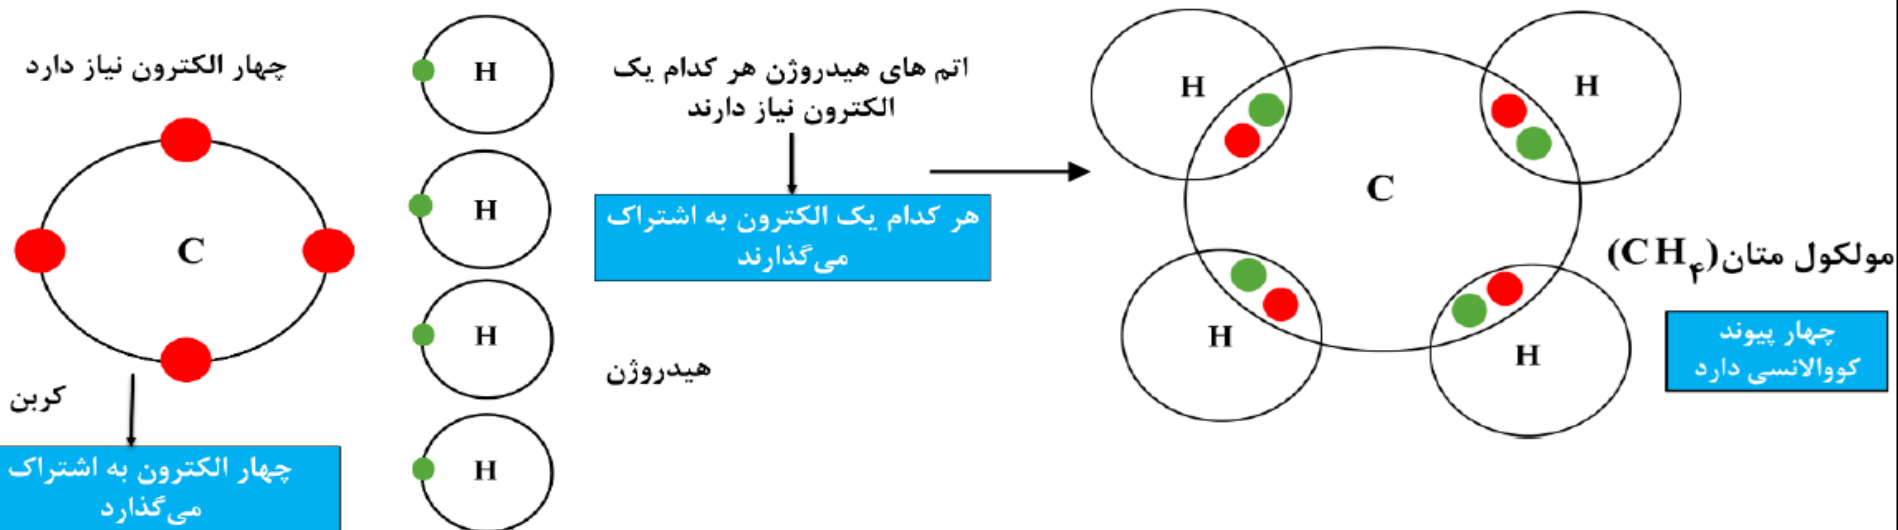 چهار الکترون نیاز دارد
C
کربن
چهار الکترون به اشتراک
می‌گذارد
H
H
H
H
هیدروژن
اتم های هیدروژن هر کدام یک
الکترون نیاز دارند
هر کدام یک الکترون به اشتراک
می‌گذارند
H
H
C
H
H
مولکول متان(CH۴)
چهار پیوند
کووالانسی دارد